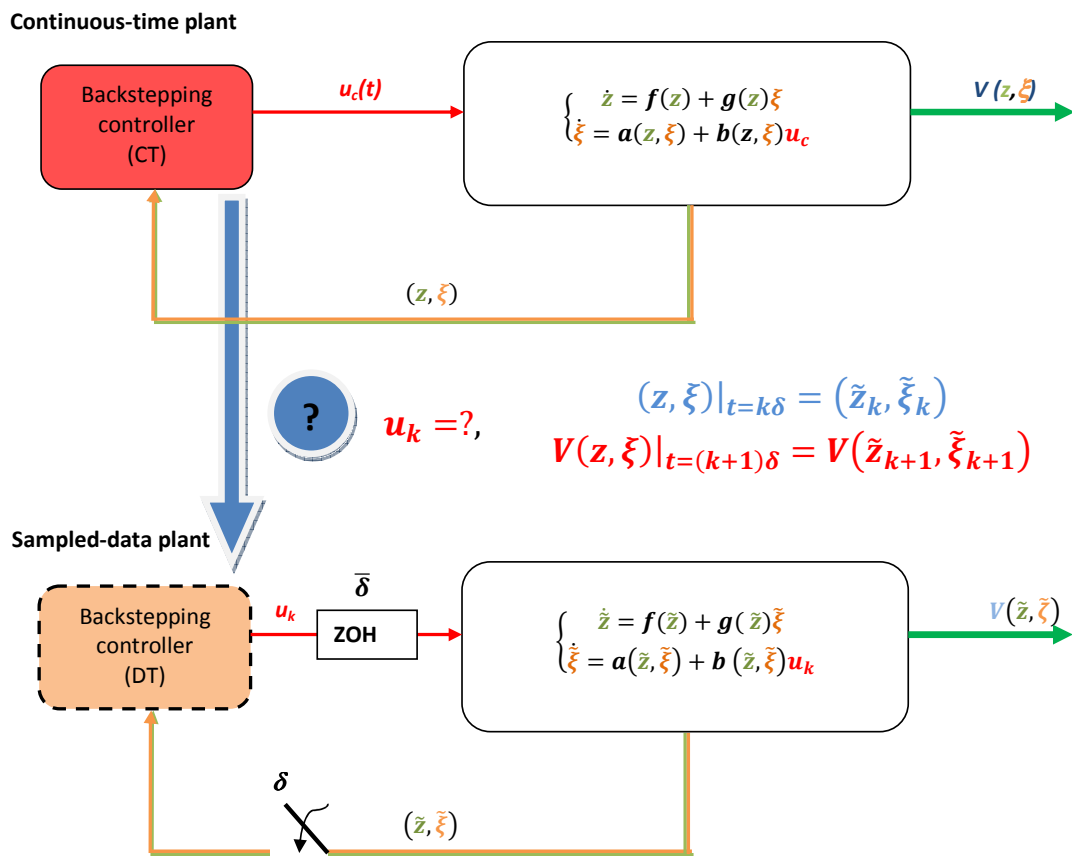 Continuous-time plant
Backstepping
controller
(CT)
u_c(t)
ż = f(z) + g(z)ξ
ξ̇ = a(z, ξ) + b(z, ξ)u_c
V (z, ξ)
(z, ξ)
?
u_k =?,
(z, ξ)|_{t=kδ} = (z̃_k, ξ̃_k)
V(z, ξ)|_{t=(k+1)δ} = V(z̃_{k+1}, ξ̃_{k+1})
Sampled-data plant
Backstepping
controller
(DT)
u_k
δ̅
ZOH
z̃̇ = f(z̃) + g( z̃)ξ̃
ξ̃̇ = a(z̃, ξ̃) + b (z̃, ξ̃)u_k
V(z̃, ζ̃)
δ
(z̃, ξ̃)